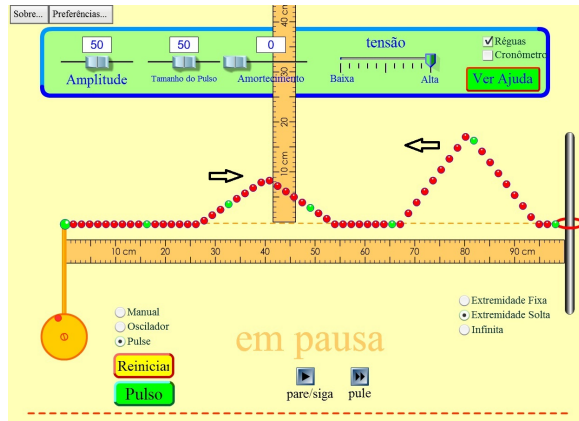 Sobre... Preferências...
50 50 0 tensão
Réguas
Cronômetro
Amplitude Tamanho do Pulso Amortecimento Baixa Alta Ver Ajuda
40 cm
30
20
10 cm
10 cm 20 30 40 50 60 70 80 90 cm
Manual
Oscilador
Pulse
Reiniciar
Pulso
em pausa
pare/siga pule
Extremidade Fixa
Extremidade Solta
Infinita